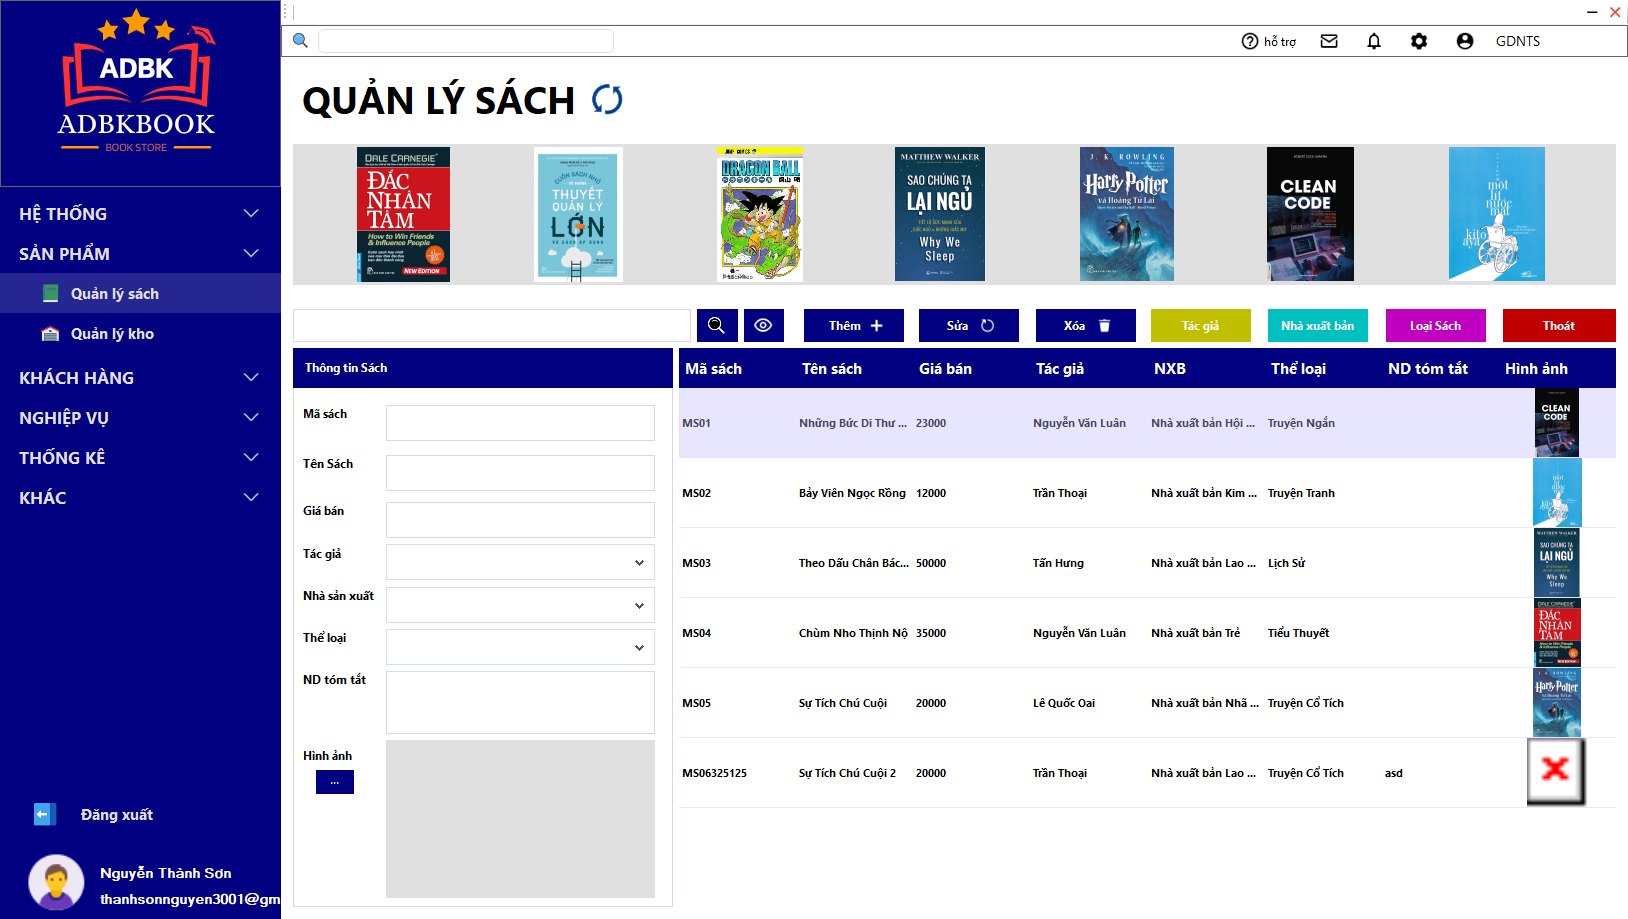 ADBK
ADBKBOOK
BOOK STORE
HỆ THỐNG
SẢN PHẨM
Quản lý sách
Quản lý kho
KHÁCH HÀNG
NGHIỆP VỤ
THỐNG KÊ
KHÁC
Đăng xuất
Nguyễn Thành Sơn
thanhsonnguyen3001@gm
hỗ trợ
GDNTS
QUẢN LÝ SÁCH
DALE CARNEGIE
ĐẮC
NHÂN
TÂM
How to Win Friends
& Influence People
NEW EDITION
CUỐN SÁCH NHỎ
THUYẾT
QUẢN LÝ
LỚN
VÀ CÁCH ÁP DỤNG
DRAGON BALL
MATTHEW WALKER
SAO CHÚNG TA
LẠI NGỦ
Why We
Sleep
J. K. ROWLING
Harry Potter
và Hoàng Tử Lai
ROBERT CECIL MARTIN
CLEAN
CODE
một
lít
nước
mắt
kito
aya
Thêm
Sửa
Xóa
Tác giả
Nhà xuất bản
Loại Sách
Thoát
Thông tin Sách
Mã sách
Tên Sách
Giá bán
Tác giả
Nhà sản xuất
Thể loại
ND tóm tắt
Hình ảnh
...
Mã sách Tên sách Giá bán Tác giả NXB Thể loại ND tóm tắt Hình ảnh
MS01 Những Bức Di Thư ... 23000 Nguyễn Văn Luân Nhà xuất bản Hội ... Truyện Ngắn CLEAN CODE
MS02 Bảy Viên Ngọc Rồng 12000 Trần Thoại Nhà xuất bản Kim ... Truyện Tranh
MS03 Theo Dấu Chân Bác... 50000 Tấn Hưng Nhà xuất bản Lao ... Lịch Sử MATTHEW WALKER SAO CHÚNG TA LẠI NGỦ Why We Sleep
MS04 Chùm Nho Thịnh Nộ 35000 Nguyễn Văn Luân Nhà xuất bản Trẻ Tiểu Thuyết DALE CARNEGIE ĐẮC NHÂN TÂM
MS05 Sự Tích Chú Cuội 20000 Lê Quốc Oai Nhà xuất bản Nhã ... Truyện Cổ Tích Harry Potter
MS06325125 Sự Tích Chú Cuội 2 20000 Trần Thoại Nhà xuất bản Lao ... Truyện Cổ Tích asd